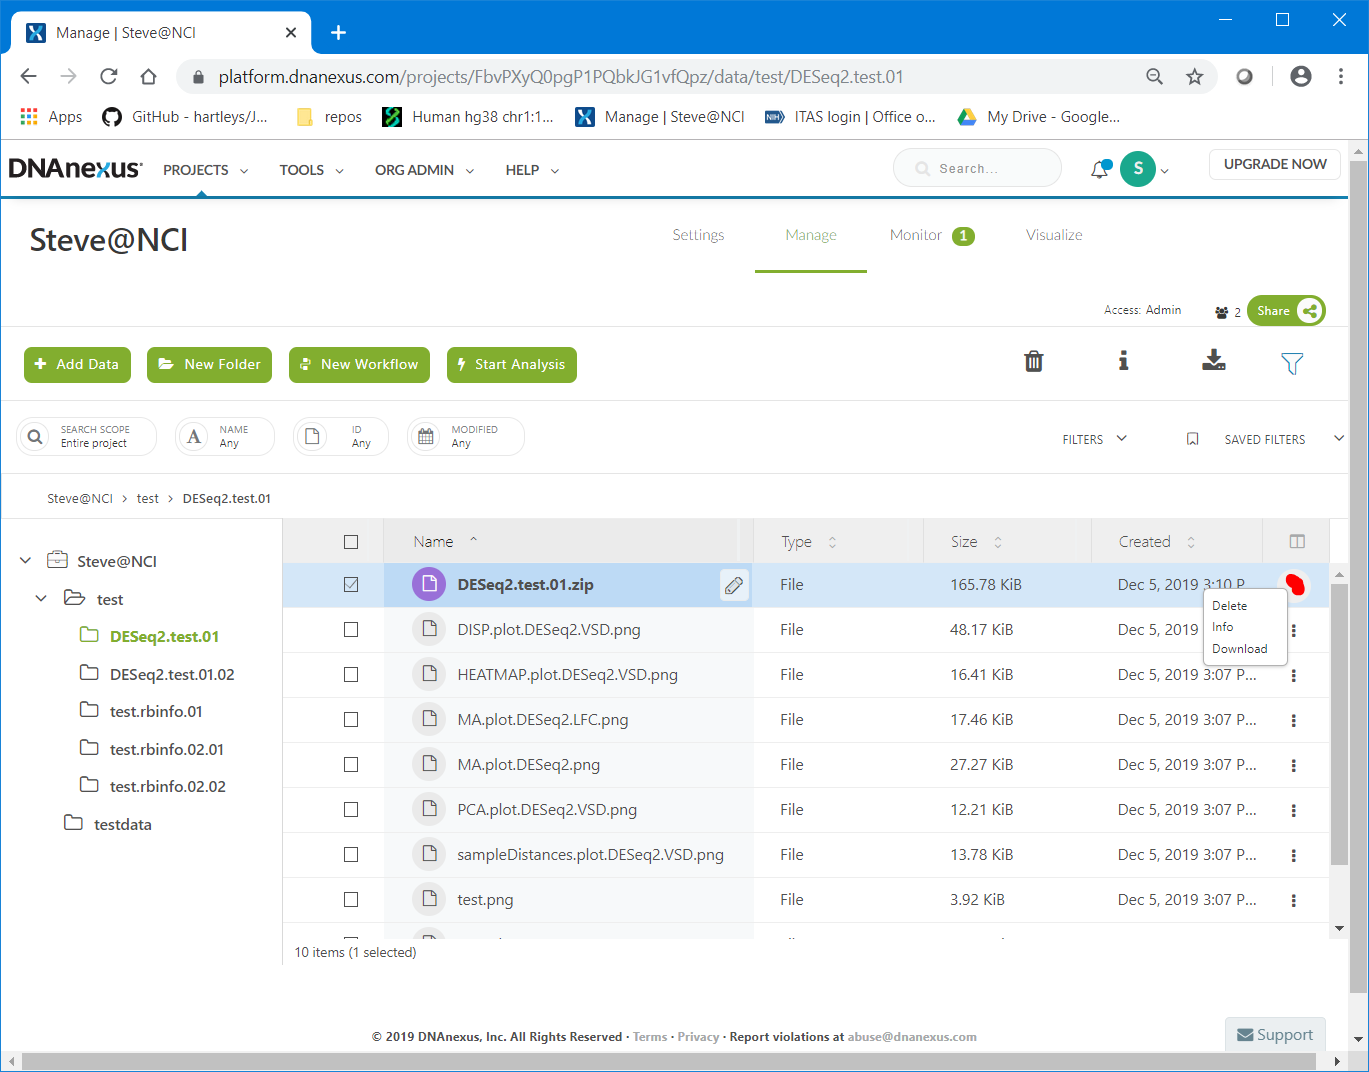 Manage | Steve@NCI
platform.dnanexus.com/projects/FbvPXyQ0pgP1PQbkJG1vfQpz/data/test/DESeq2.test.01
Apps GitHub - hartleys/J... repos Human hg38 chr1:1... Manage | Steve@NCI NIH ITAS login | Office o... My Drive - Google...
DNAnexus PROJECTS TOOLS ORG ADMIN HELP Search... S UPGRADE NOW
Steve@NCI Settings Manage Monitor 1 Visualize
Access: Admin 2 Share
Add Data New Folder New Workflow Start Analysis
SEARCH SCOPE NAME ID MODIFIED
Entire project Any Any Any
FILTERS SAVED FILTERS
Steve@NCI > test > DESeq2.test.01
Steve@NCI
test
DESeq2.test.01
DESeq2.test.01.02
test.rbinfo.01
test.rbinfo.02.01
test.rbinfo.02.02
testdata
Name Type Size Created
DESeq2.test.01.zip File 165.78 KiB Dec 5, 2019 3:10 P
DISP.plot.DESeq2.VSD.png File 48.17 KiB Dec 5, 2019
HEATMAP.plot.DESeq2.VSD.png File 16.41 KiB Dec 5, 2019 3:07 P...
MA.plot.DESeq2.LFC.png File 17.46 KiB Dec 5, 2019 3:07 P...
MA.plot.DESeq2.png File 27.27 KiB Dec 5, 2019 3:07 P...
PCA.plot.DESeq2.VSD.png File 12.21 KiB Dec 5, 2019 3:07 P...
sampleDistances.plot.DESeq2.VSD.png File 13.78 KiB Dec 5, 2019 3:07 P...
test.png File 3.92 KiB Dec 5, 2019 3:07 P...
Delete
Info
Download
10 items (1 selected)
© 2019 DNAnexus, Inc. All Rights Reserved · Terms · Privacy · Report violations at abuse@dnanexus.com
Support